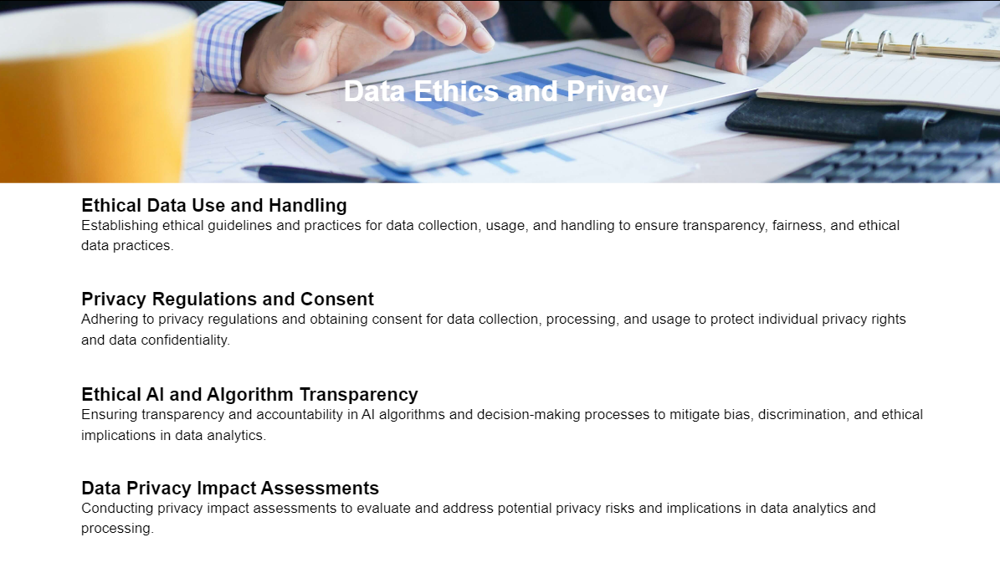 Data Ethics and Privacy
Ethical Data Use and Handling
Establishing ethical guidelines and practices for data collection, usage, and handling to ensure transparency, fairness, and ethical
data practices.
Privacy Regulations and Consent
Adhering to privacy regulations and obtaining consent for data collection, processing, and usage to protect individual privacy rights
and data confidentiality.
Ethical AI and Algorithm Transparency
Ensuring transparency and accountability in AI algorithms and decision-making processes to mitigate bias, discrimination, and ethical
implications in data analytics.
Data Privacy Impact Assessments
Conducting privacy impact assessments to evaluate and address potential privacy risks and implications in data analytics and
processing.